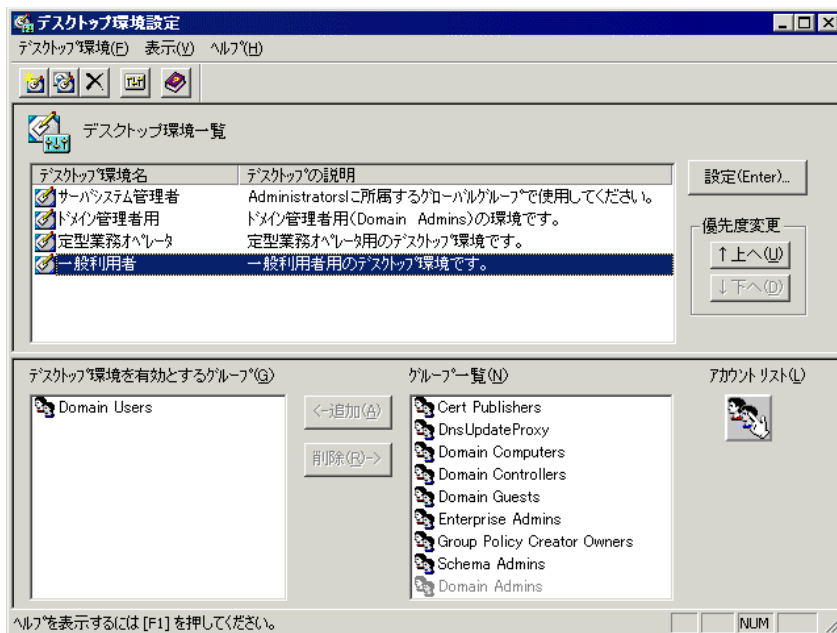 デスクトップ環境設定
ﾃﾞｽｸﾄｯﾌﾟ環境(F) 表示(V) ﾍﾙﾌﾟ(H)
デスクトップ環境一覧
ﾃﾞｽｸﾄｯﾌﾟ環境名 ﾃﾞｽｸﾄｯﾌﾟの説明
ｻｰﾊﾞｼｽﾃﾑ管理者 Administratorsに所属するｸﾞﾛｰﾊﾞﾙｸﾞﾙｰﾌﾟで使用してください。
ﾄﾞﾒｲﾝ管理者用 ﾄﾞﾒｲﾝ管理者用(Domain Admins)の環境です。
定型業務ｵﾍﾟﾚｰﾀ 定型業務ｵﾍﾟﾚｰﾀ用のﾃﾞｽｸﾄｯﾌﾟ環境です。
一般利用者 一般利用者用のﾃﾞｽｸﾄｯﾌﾟ環境です。
設定(Enter)...
優先度変更
↑上へ(U)
↓下へ(D)
ﾃﾞｽｸﾄｯﾌﾟ環境を有効とするｸﾞﾙｰﾌﾟ(G)
Domain Users
<-追加(A)
削除(R)->
ｸﾞﾙｰﾌﾟ一覧(N)
Cert Publishers
DnsUpdateProxy
Domain Computers
Domain Controllers
Domain Guests
Enterprise Admins
Group Policy Creator Owners
Schema Admins
Domain Admins
ｱｶｳﾝﾄ ﾘｽﾄ(L)
ﾍﾙﾌﾟを表示するには [F1] を押してください。
NUM